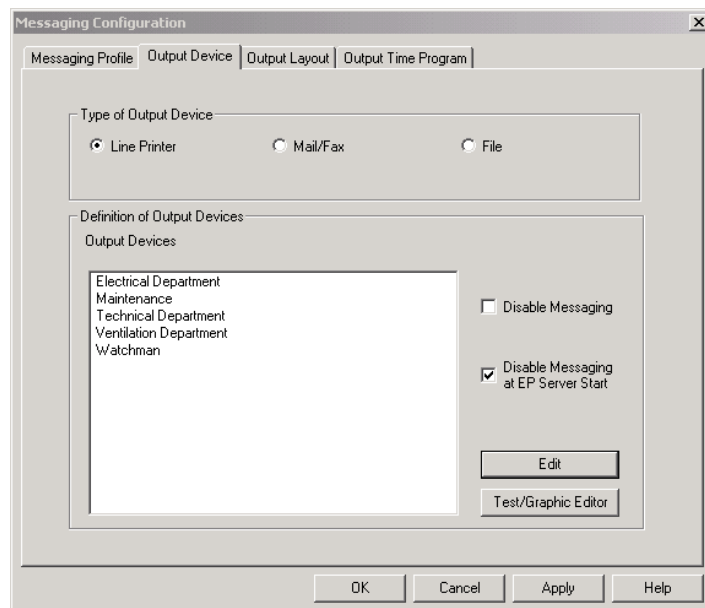 Messaging Configuration
Messaging Profile
Output Device
Output Layout
Output Time Program
Type of Output Device
Line Printer
Mail/Fax
File
Definition of Output Devices
Output Devices
Electrical Department
Maintenance
Technical Department
Ventilation Department
Watchman
Disable Messaging
Disable Messaging
at EP Server Start
Edit
Test/Graphic Editor
OK
Cancel
Apply
Help